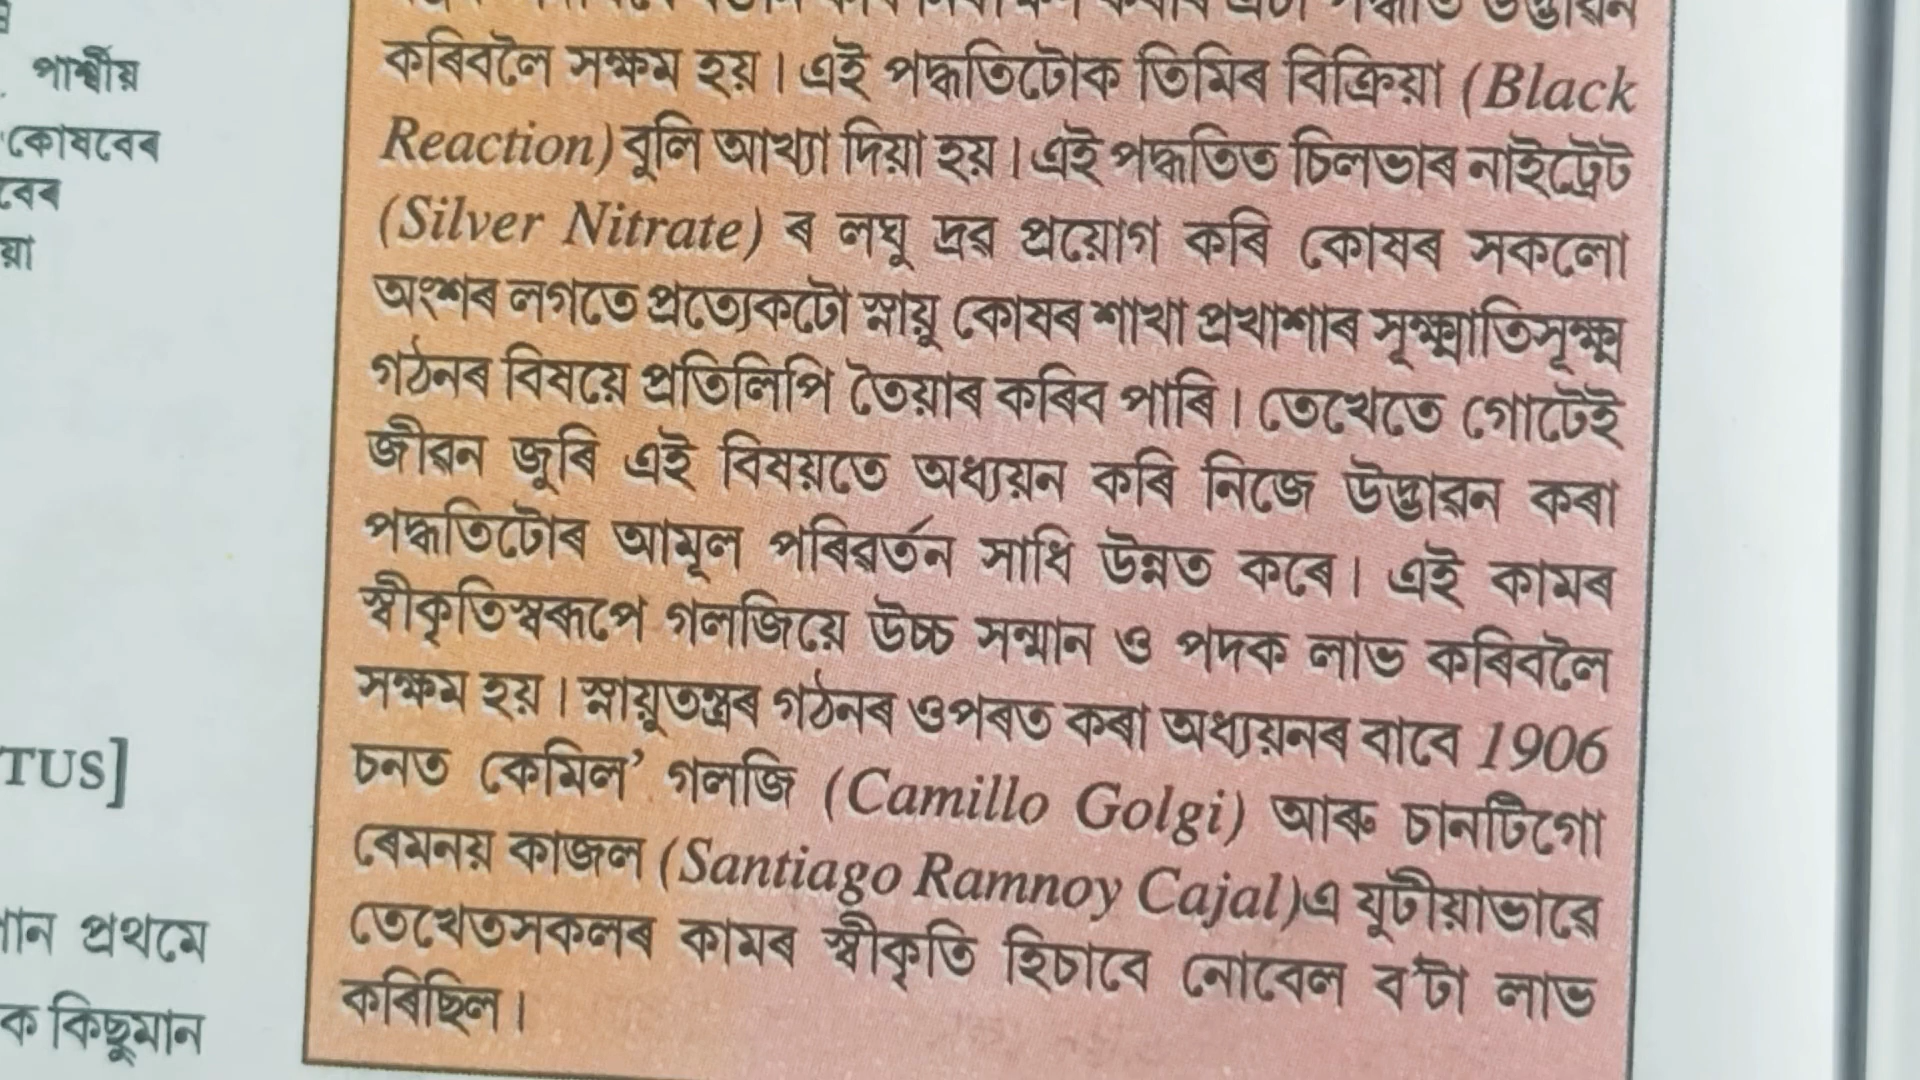 পাৰ্শ্বীয়
কোষবেৰ
বেৰ
য়া
TUS]
প্ৰথমে
ক কিছুমান
উদ্ভাৱন
কৰিবলৈ সক্ষম হয়। এই পদ্ধতিটোক তিমিৰ বিক্ৰিয়া (Black
Reaction) বুলি আখ্যা দিয়া হয়। এই পদ্ধতিত চিলভাৰ নাইট্ৰেট
(Silver Nitrate) ৰ লঘু দ্ৰৱ প্ৰয়োগ কৰি কোষৰ সকলো
অংশৰ লগতে প্ৰত্যেকটো স্নায়ু কোষৰ শাখা প্ৰখাশাৰ সূক্ষ্মাতিসূক্ষ্ম
গঠনৰ বিষয়ে প্ৰতিলিপি তৈয়াৰ কৰিব পাৰি। তেখেতে গোটেই
জীৱন জুৰি এই বিষয়তে অধ্যয়ন কৰি নিজে উদ্ভাৱন কৰা
পদ্ধতিটোৰ আমূল পৰিৱৰ্তন সাধি উন্নত কৰে। এই কামৰ
স্বীকৃতিস্বৰূপে গলজিয়ে উচ্চ সন্মান ও পদক লাভ কৰিবলৈ
সক্ষম হয়। স্নায়ুতন্ত্ৰৰ গঠনৰ ওপৰত কৰা অধ্যয়নৰ বাবে 1906
চনত কেমিল’ গলজি (Camillo Golgi) আৰু চানটিগো
ৰেমনয় কাজল (Santiago Ramnoy Cajal)এ যুটীয়াভাৱে
তেখেতসকলৰ কামৰ স্বীকৃতি হিচাবে নোবেল ব'টা লাভ
কৰিছিল।